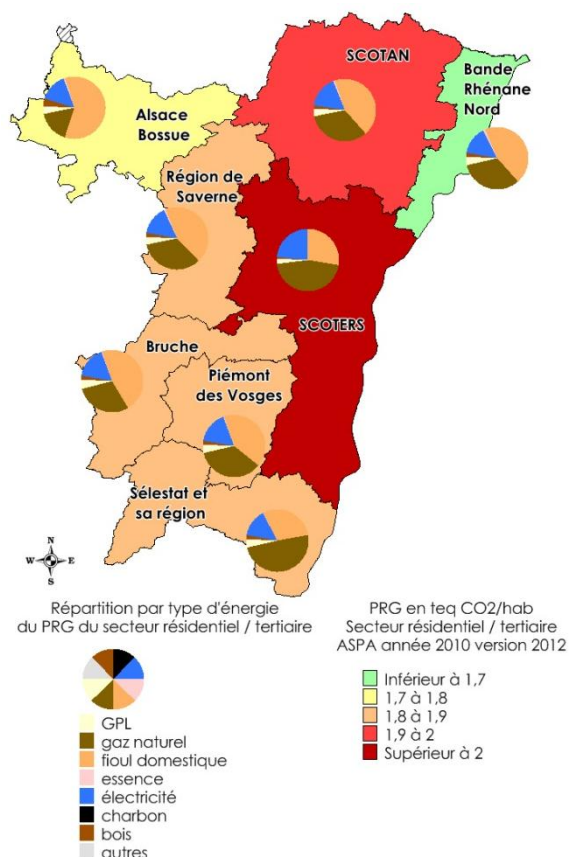 SCOTAN
Bande
Rhénane
Nord
Alsace
Bossue
Région de
Saverne
SCOTERS
Bruche
Piémont
des Vosges
Sélestat et
sa région
N
W E
S
Répartition par type d'énergie
du PRG du secteur résidentiel / tertiaire
GPL
gaz naturel
fioul domestique
essence
électricité
charbon
bois
autres
PRG en teq CO2/hab
Secteur résidentiel / tertiaire
ASPA année 2010 version 2012
Inférieur à 1,7
1,7 à 1,8
1,8 à 1,9
1,9 à 2
Supérieur à 2